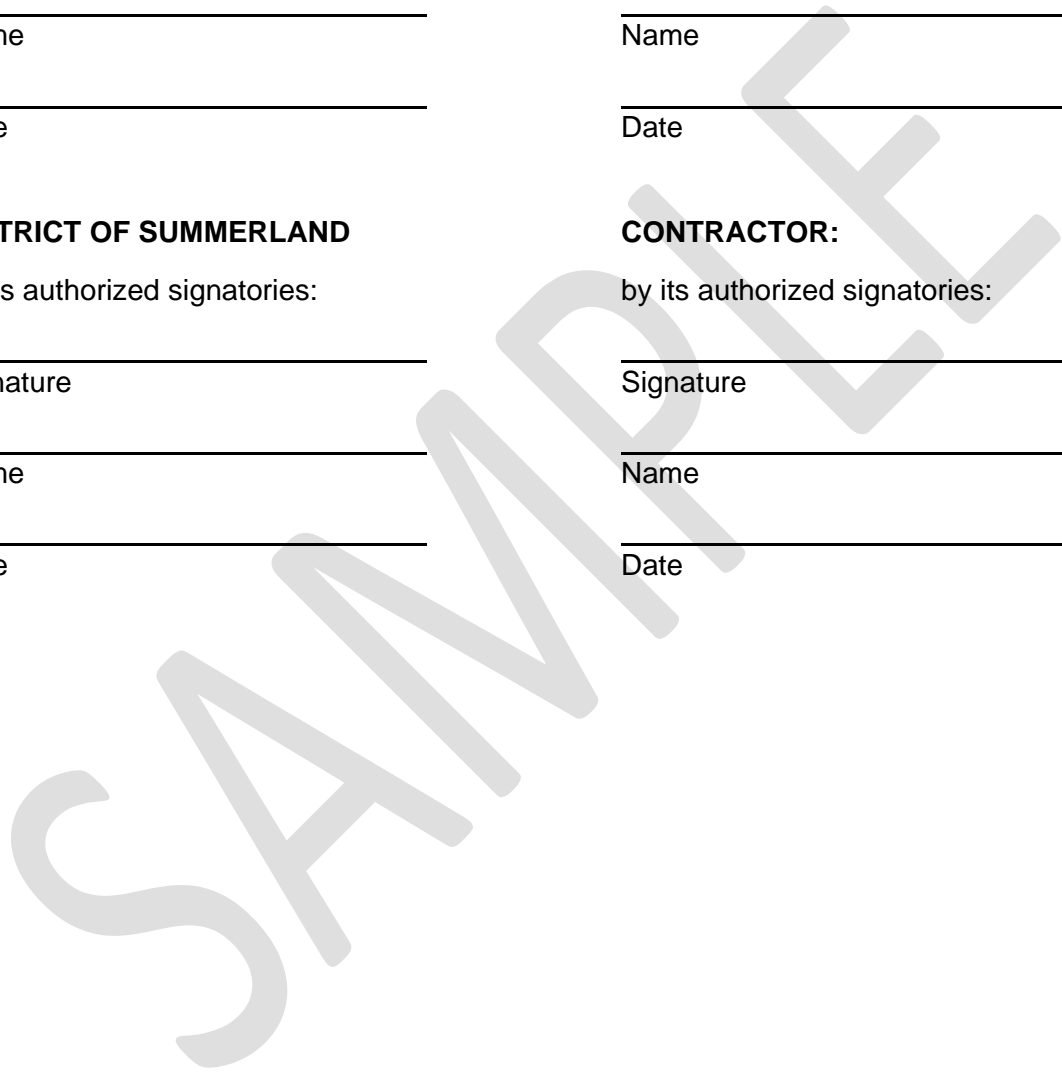 ne
Name
e
Date
TRICT OF SUMMERLAND
CONTRACTOR:
s authorized signatories:
by its authorized signatories:
nature
Signature
ne
Name
e
Date
SAMPLE